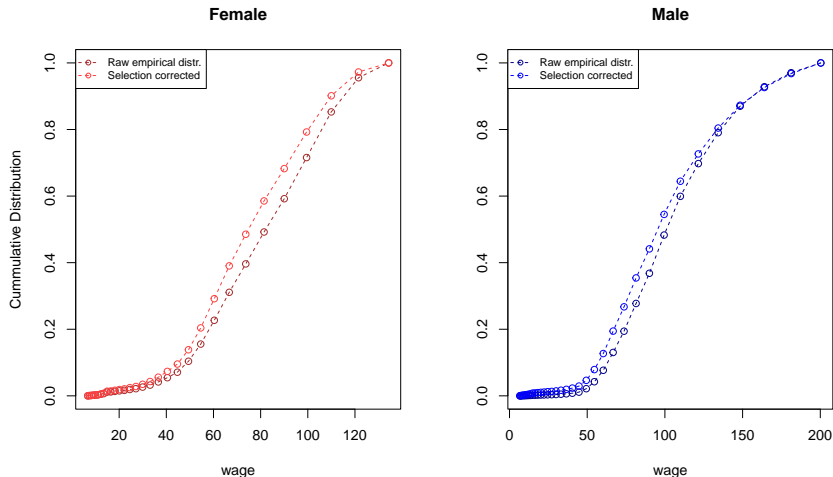 Female
Raw empirical distr.
Selection corrected
Cummulative Distribution
0.0 0.2 0.4 0.6 0.8 1.0
20 40 60 80 100 120
wage
Male
Raw empirical distr.
Selection corrected
0.0 0.2 0.4 0.6 0.8 1.0
0 50 100 150 200
wage